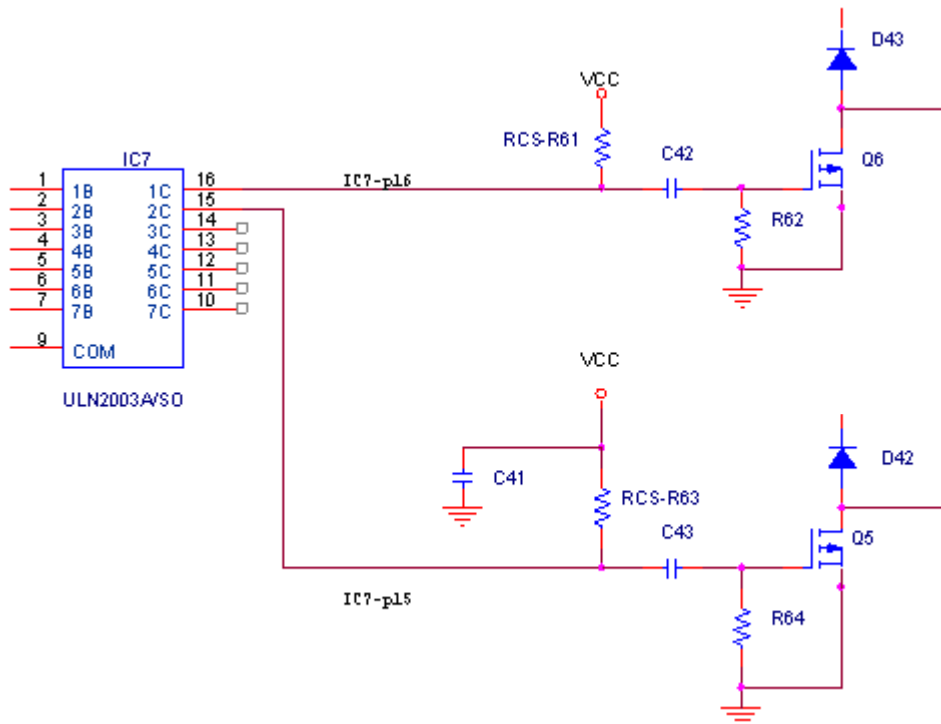 D43
VCC
RCS-R61
C42
IC7
Q6
1
1B
1C
16
IC7-p16
2
2B
2C
15
3
3B
3C
14
R62
4
4B
4C
13
5
5B
5C
12
6
6B
6C
11
7
7B
7C
10
9
COM
VCC
ULN2003A/SO
D42
C41
RCS-R63
C43
Q5
IC7-p15
R64